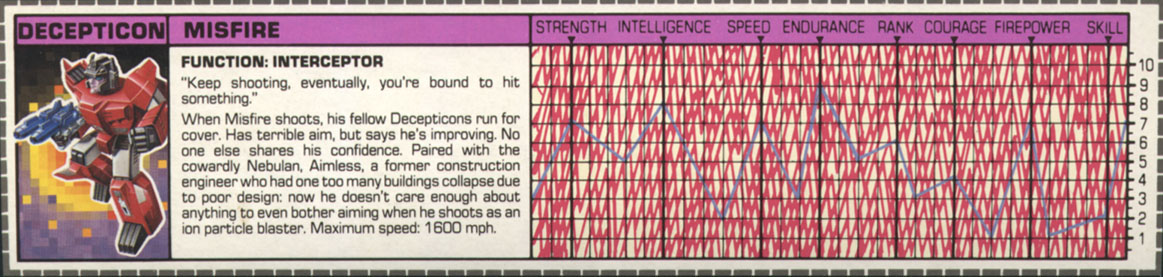 DECEPTICON
MISFIRE
FUNCTION: INTERCEPTOR
"Keep shooting, eventually, you're bound to hit
something."
When Misfire shoots, his fellow Decepticons run for
cover. Has terrible aim, but says he's improving. No
one else shares his confidence. Paired with the
cowardly Nebulan, Aimless, a former construction
engineer who had one too many buildings collapse due
to poor design: now he doesn't care enough about
anything to even bother aiming when he shoots as an
ion particle blaster. Maximum speed: 1600 mph.
STRENGTH INTELLIGENCE SPEED ENDURANCE RANK COURAGE FIREPOWER SKILL
10
9
8
7
6
5
4
3
2
1